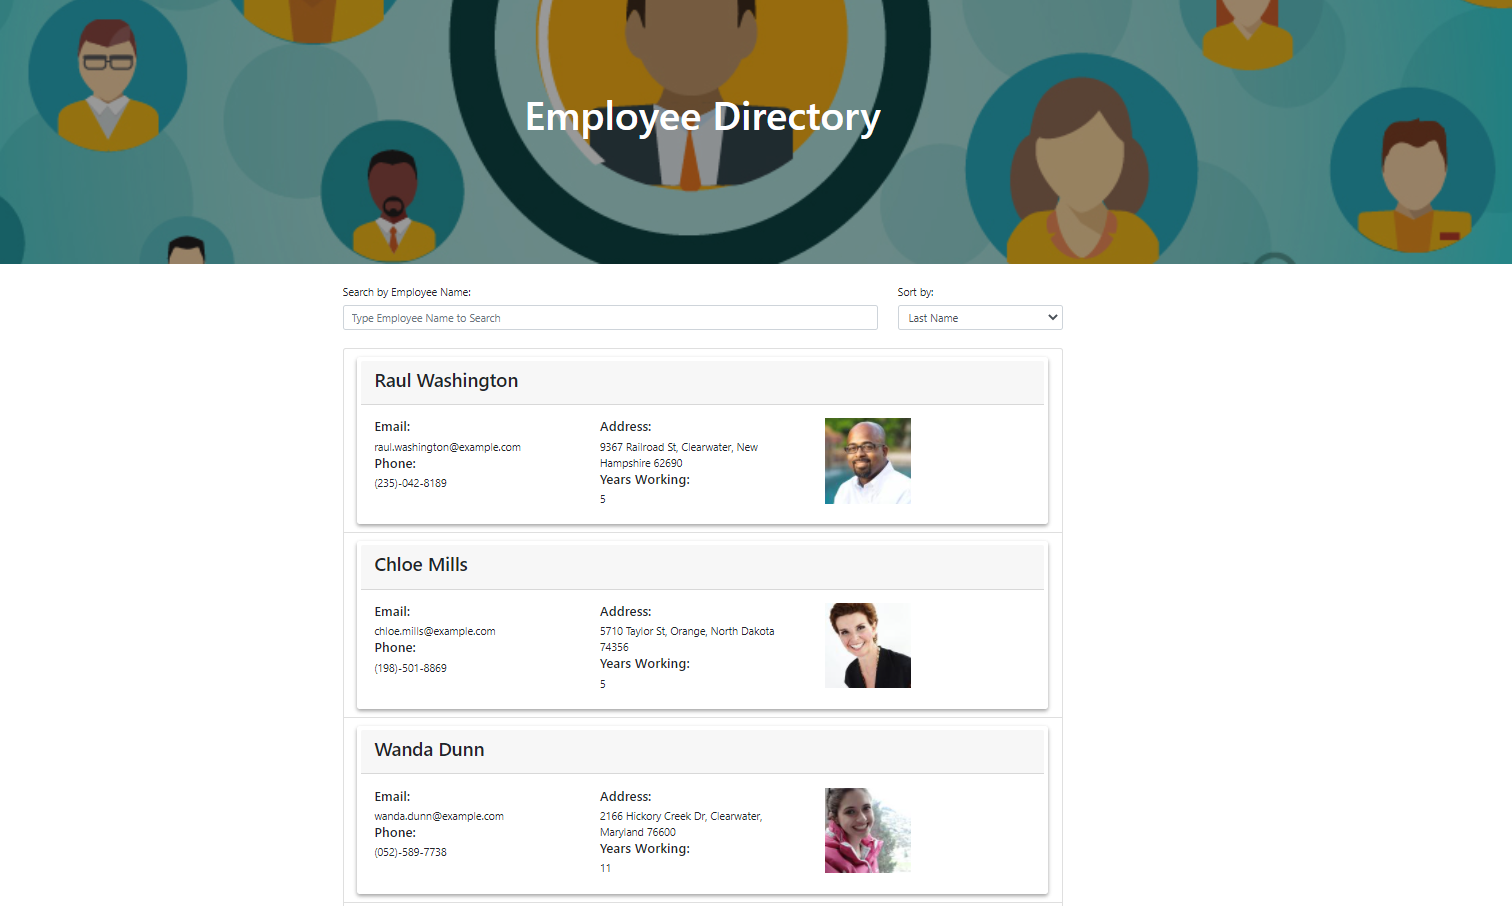 Employee Directory
Search by Employee Name:
Sort by:
Type Employee Name to Search
Last Name
Raul Washington
Email:
raul.washington@example.com
Phone:
(235)-042-8189
Address:
9367 Railroad St, Clearwater, New
Hampshire 62690
Years Working:
5
Chloe Mills
Email:
chloe.mills@example.com
Phone:
(198)-501-8869
Address:
5710 Taylor St, Orange, North Dakota
74356
Years Working:
5
Wanda Dunn
Email:
wanda.dunn@example.com
Phone:
(052)-589-7738
Address:
2166 Hickory Creek Dr, Clearwater,
Maryland 76600
Years Working:
11